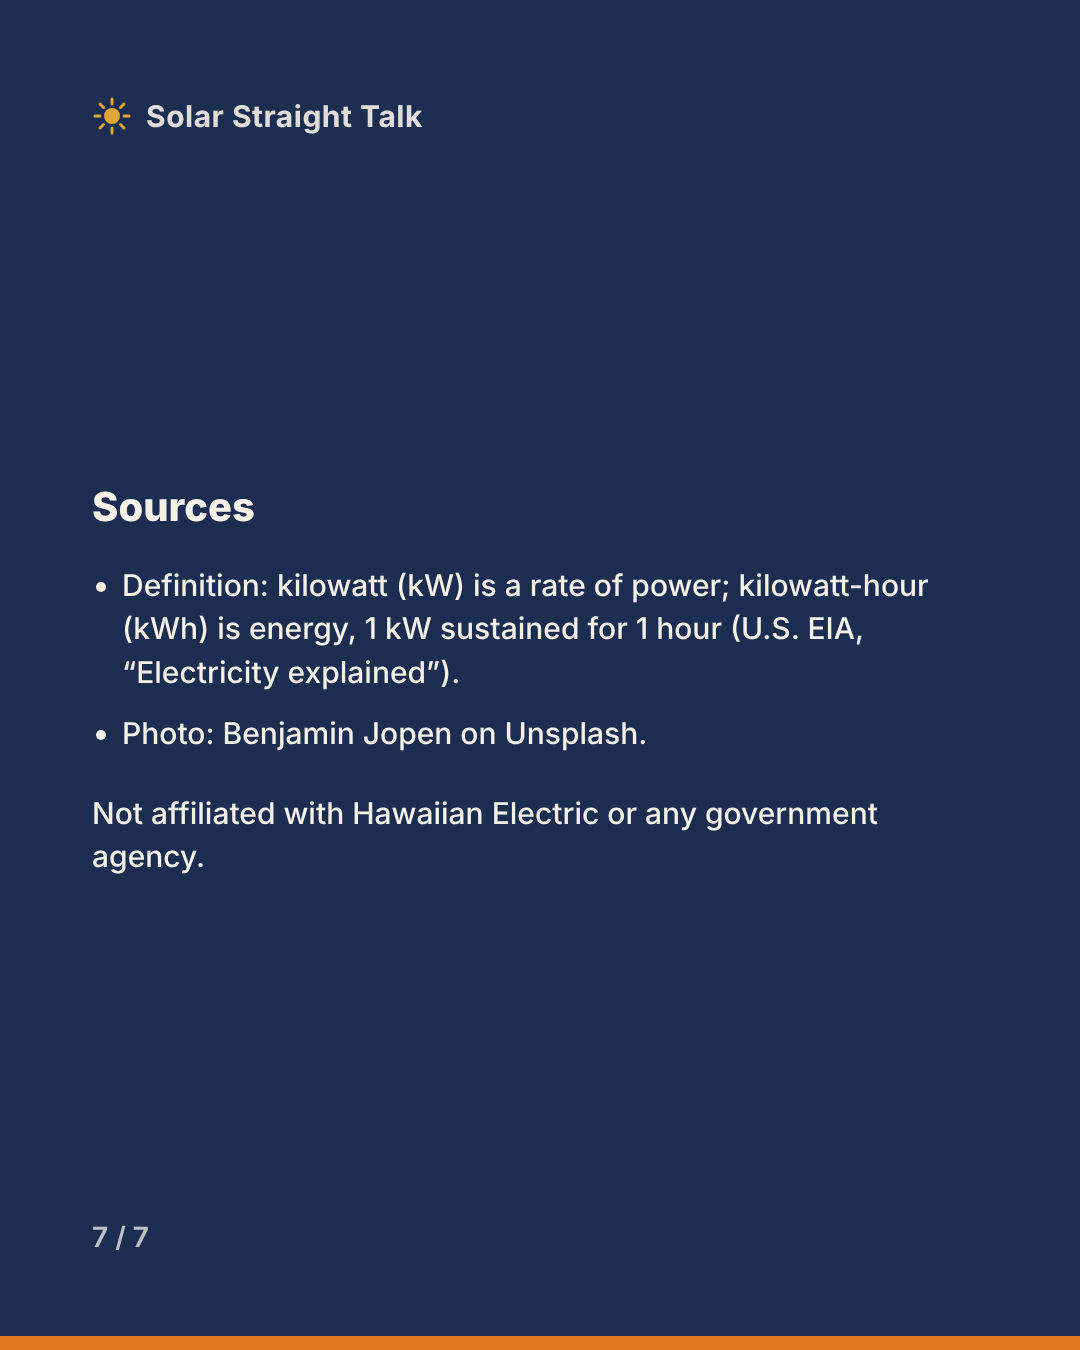 Solar Straight Talk
Sources
• Definition: kilowatt (kW) is a rate of power; kilowatt-hour
(kWh) is energy, 1 kW sustained for 1 hour (U.S. EIA,
“Electricity explained”).
• Photo: Benjamin Jopen on Unsplash.
Not affiliated with Hawaiian Electric or any government
agency.
7 / 7